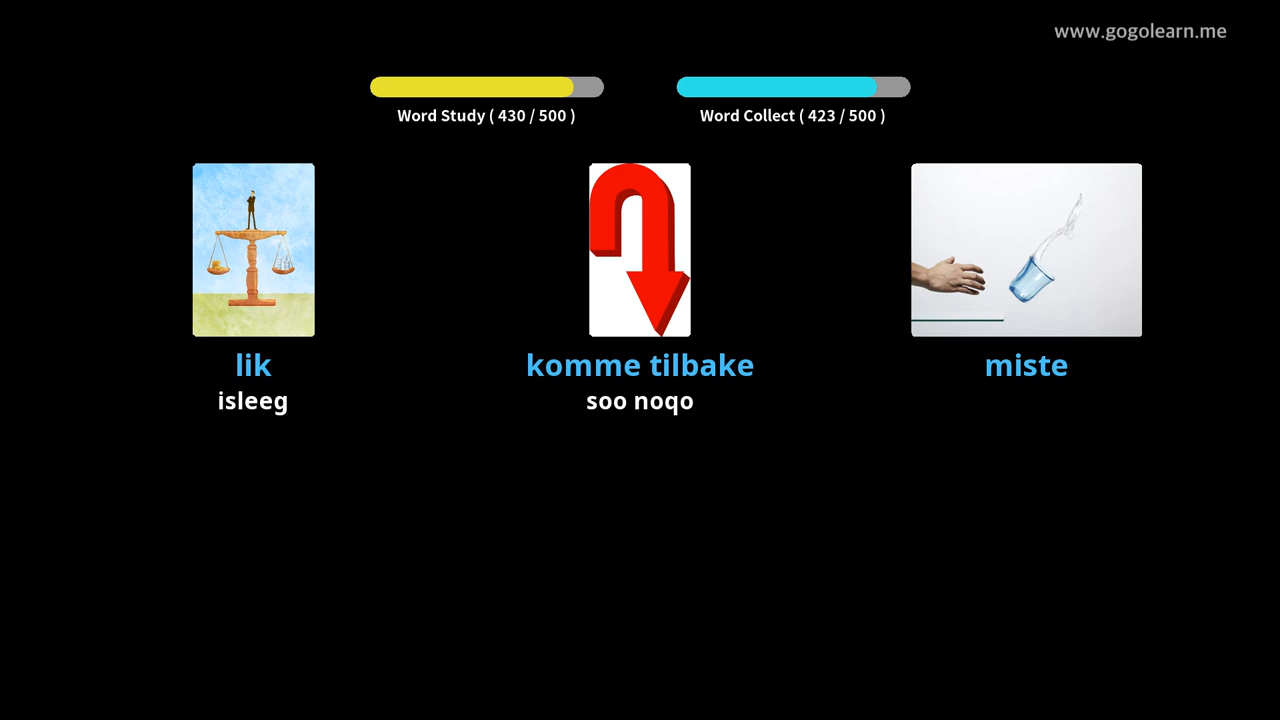 www.gogolearn.me
Word Study ( 430 / 500 )
Word Collect ( 423 / 500 )
lik
isleeg
komme tilbake
soo noqo
miste